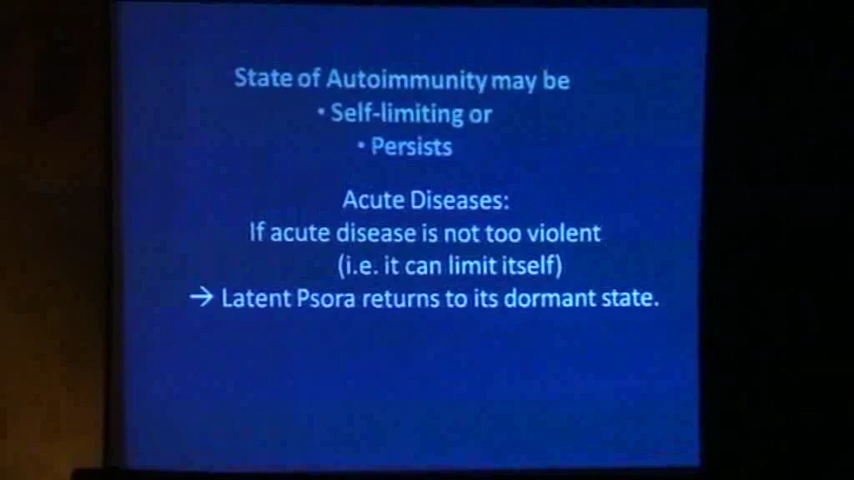 State of Autoimmunity may be
• Self-limiting or
• Persists
Acute Diseases:
If acute disease is not too violent
(i.e. it can limit itself)
→ Latent Psora returns to its dormant state.